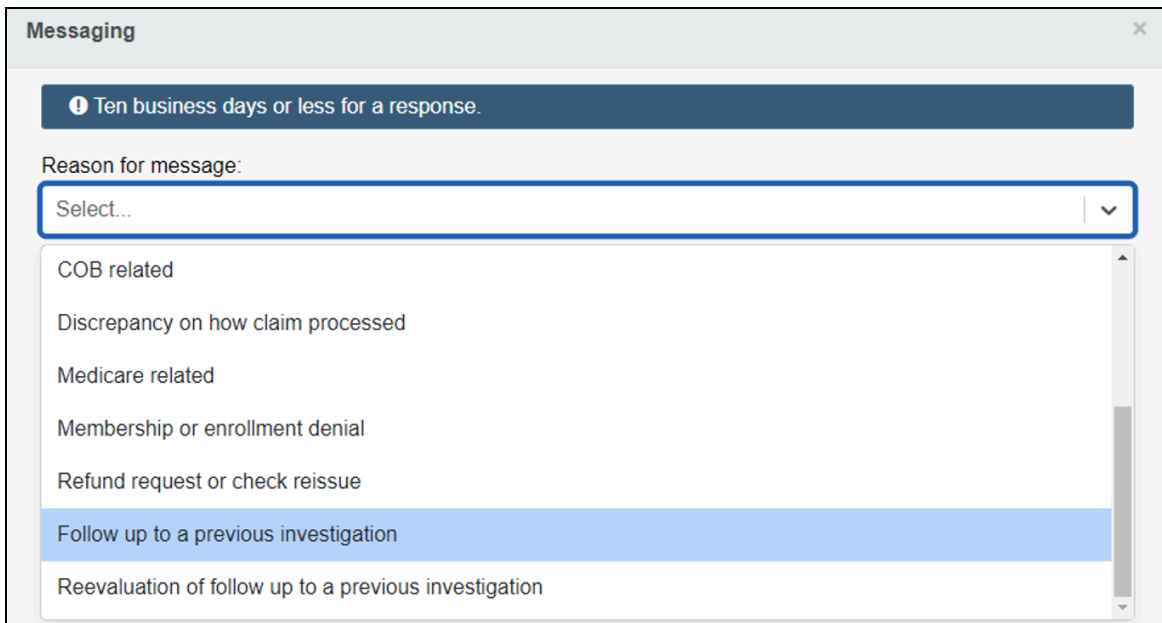 Messaging
Ten business days or less for a response.
Reason for message:
Select...
COB related
Discrepancy on how claim processed
Medicare related
Membership or enrollment denial
Refund request or check reissue
Follow up to a previous investigation
Reevaluation of follow up to a previous investigation